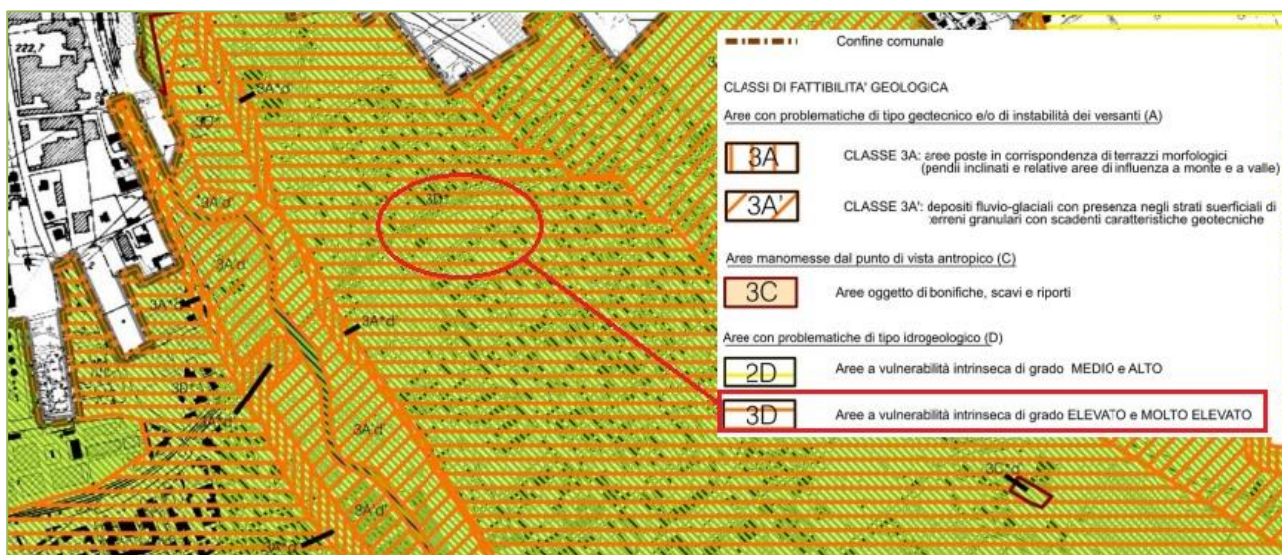 222,7
3A*d
3D*
3A d
3D*
3A d
3A*d
3A*d
3D*
3A d
3A d'
3C*d
Confine comunale
CLASSI DI FATTIBILITA' GEOLOGICA
Aree con problematiche di tipo geotecnico e/o di instabilità dei versanti (A)
3A
CLASSE 3A: aree poste in corrispondenza di terrazzi morfologici
(pendii inclinati e relative aree di influenza a monte e a valle)
3A'
CLASSE 3A': depositi fluvio-glaciali con presenza negli strati suerficiali di
terreni granulari con scadenti caratteristiche geotecniche
Aree manomesse dal punto di vista antropico (C)
3C
Aree oggetto di bonifiche, scavi e riporti
Aree con problematiche di tipo idrogeologico (D)
2D
Aree a vulnerabilità intrinseca di grado MEDIO e ALTO
3D
Aree a vulnerabilità intrinseca di grado ELEVATO e MOLTO ELEVATO